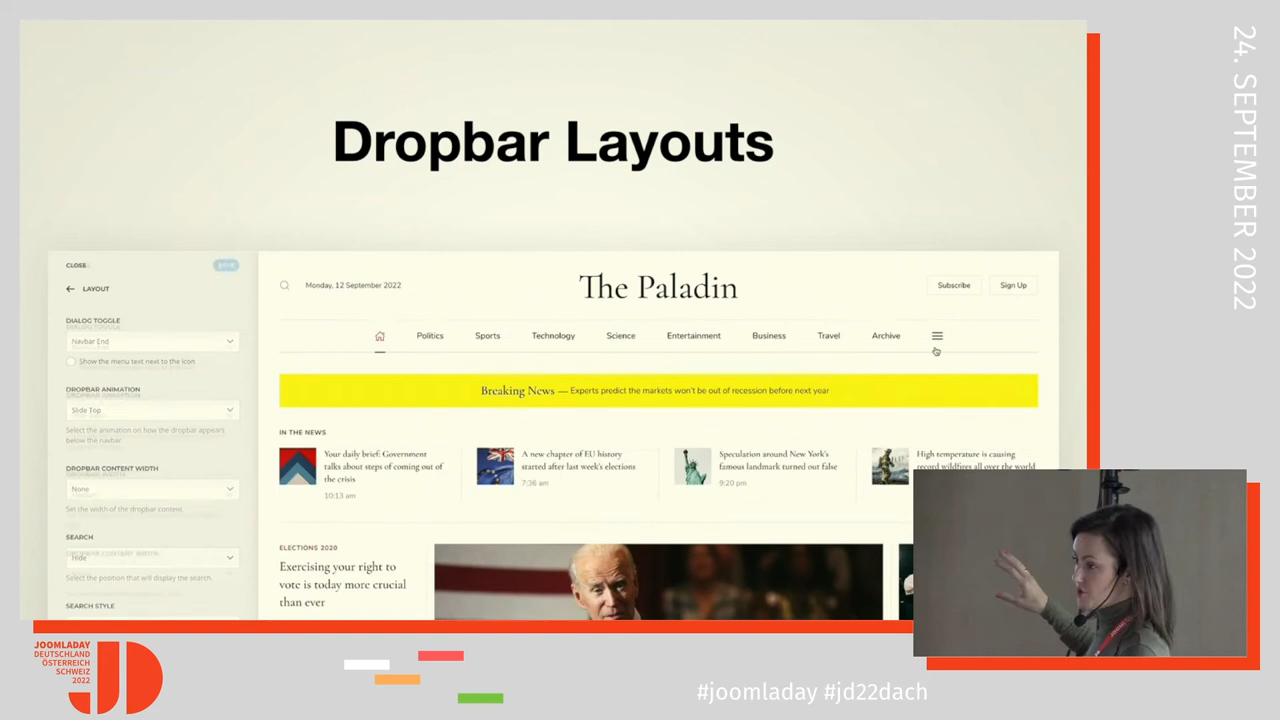 24. SEPTEMBER 2022
Dropbar Layouts
CLOSE
LAYOUT
DIALOG TOGGLE
Navbar End
Show the menu text next to the icon
DROPBAR ANIMATION
Slide Top
Select the animation on how the dropbar appears
below the navbar.
DROPBAR CONTENT WIDTH
None
Set the width of the dropbar content.
SEARCH
Hide
Select the position that will display the search.
SEARCH STYLE
Monday, 12 September 2022
The Paladin
Subscribe
Sign Up
Politics
Sports
Technology
Science
Entertainment
Business
Travel
Archive
Breaking News — Experts predict the markets won't be out of recession before next year
IN THE NEWS
Your daily brief: Government
talks about steps of coming out of
the crisis
10:13 am
A new chapter of EU history
started after last week's elections
7:36 am
Speculation around New York's
famous landmark turned out false
9:20 pm
High temperature is causing
record wildfires all over the world
ELECTIONS 2020
Exercising your right to
vote is today more crucial
than ever
JOOMLADAY
DEUTSCHLAND
ÖSTERREICH
SCHWEIZ
2022
JD
#joomladay #jd22dach